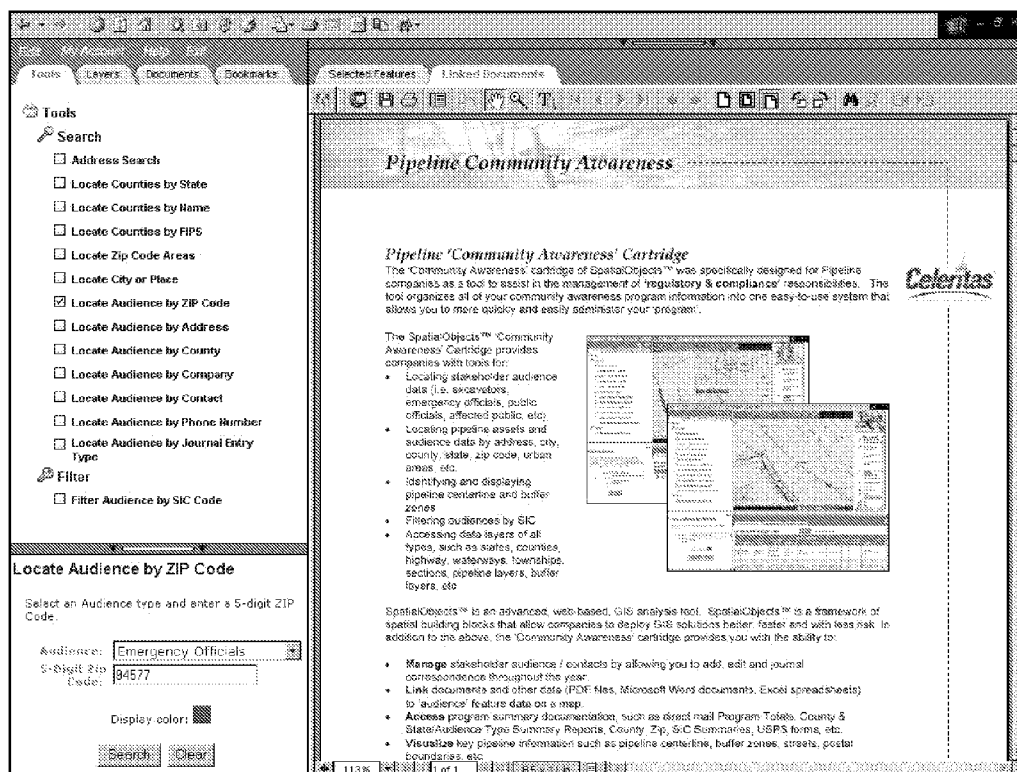 Edit My Account Help Exit
Tools Layers Documents Bookmarks
Selected Features Linked Documents
Tools
Search
Address Search
Locate Counties by State
Locate Counties by Name
Locate Counties by FIPS
Locate Zip Code Areas
Locate City or Place
Locate Audience by ZIP Code
Locate Audience by Address
Locate Audience by County
Locate Audience by Company
Locate Audience by Contact
Locate Audience by Phone Number
Locate Audience by Journal Entry
Type
Filter
Filter Audience by SIC Code
Locate Audience by ZIP Code
Select an Audience type and enter a 5-digit ZIP
Code.
Audience: Emergency Officials
5-Digit Zip
Code: 94577
Display color:
Search Clear
Pipeline Community Awareness
Celeritas
Pipeline 'Community Awareness' Cartridge
The 'Community Awareness' cartridge of SpatialObjects™ was specifically designed for Pipeline
companies as a tool to assist in the management of 'regulatory & compliance' responsibilities. The
tool organizes all of your community awareness program information into one easy-to-use system that
allows you to more quickly and easily administer your 'program'.
The SpatialObjects™ 'Community
Awareness' Cartridge provides
companies with tools for:
• Locating stakeholder audience
data (i.e. excavators,
emergency officials, public
officials, affected public, etc)
• Locating pipeline assets and
audience data by address, city,
county, state, zip code, urban
areas, etc.
• Identifying and displaying
pipeline centerline and buffer
zones
• Filtering audiences by SIC
• Accessing data layers of all
types, such as states, counties,
highway, waterways, townships,
sections, pipeline layers, buffer
layers, etc
SpatialObjects™ is an advanced, web-based, GIS analysis tool. SpatialObjects™ is a framework of
spatial building blocks that allow companies to deploy GIS solutions better, faster and with less risk. In
addition to the above, the 'Community Awareness' cartridge provides you with the ability to:
• Manage stakeholder audience / contacts by allowing you to add, edit and journal
correspondence throughout the year.
• Link documents and other data (PDF files, Microsoft Word documents, Excel spreadsheets)
to 'audience' feature data on a map.
• Access program summary documentation, such as direct mail Program Totals, County &
State/Audience Type Summary Reports, County, Zip, SIC Summaries, USPS forms, etc.
• Visualize key pipeline information such as pipeline centerline, buffer zones, streets, postal
boundaries, etc
113% 1 of 1 8.5 x 11 in